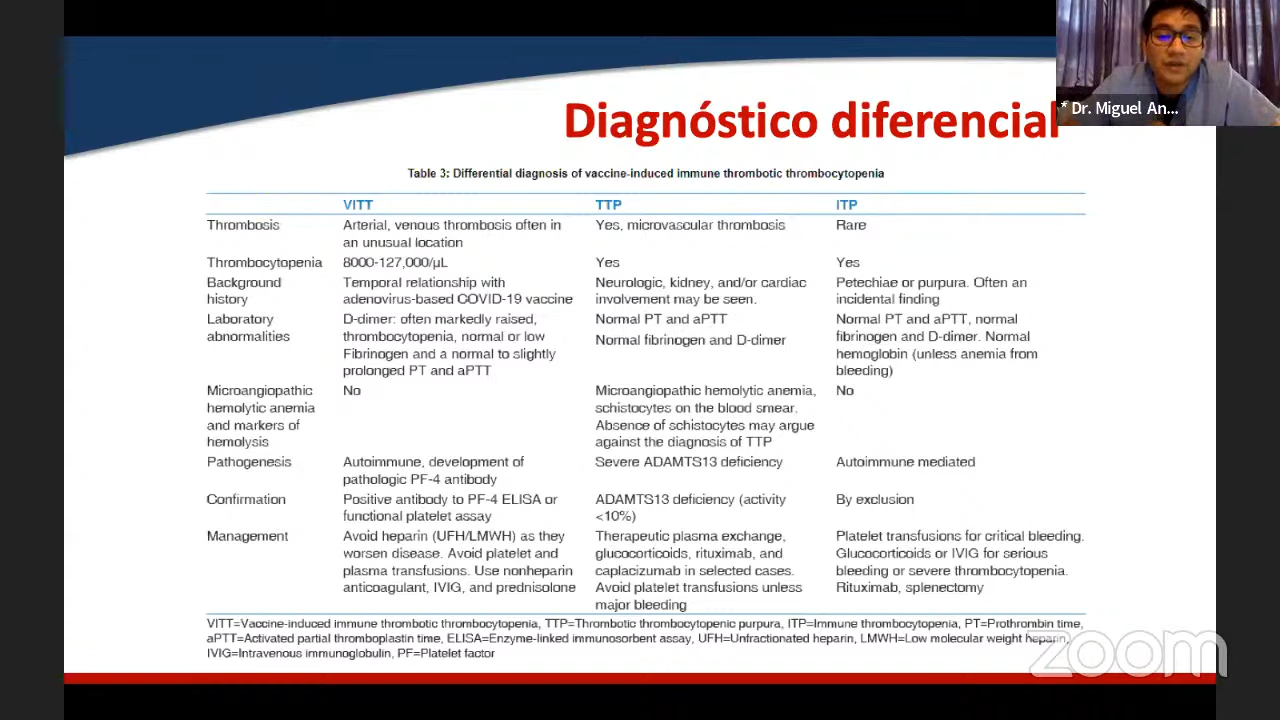 Diagnóstico diferencial
* Dr. Miguel An...
Table 3: Differential diagnosis of vaccine-induced immune thrombotic thrombocytopenia
VITT TTP ITP
Thrombosis Arterial, venous thrombosis often in an unusual location Yes, microvascular thrombosis Rare
Thrombocytopenia 8000-127,000/µL Yes Yes
Background history Temporal relationship with adenovirus-based COVID-19 vaccine Neurologic, kidney, and/or cardiac involvement may be seen. Petechiae or purpura. Often an incidental finding
Laboratory abnormalities D-dimer: often markedly raised, thrombocytopenia, normal or low Fibrinogen and a normal to slightly prolonged PT and aPTT Normal PT and aPTT Normal fibrinogen and D-dimer Normal PT and aPTT, normal fibrinogen and D-dimer. Normal hemoglobin (unless anemia from bleeding)
Microangiopathic hemolytic anemia and markers of hemolysis No Microangiopathic hemolytic anemia, schistocytes on the blood smear. Absence of schistocytes may argue against the diagnosis of TTP No
Pathogenesis Autoimmune, development of pathologic PF-4 antibody Severe ADAMTS13 deficiency Autoimmune mediated
Confirmation Positive antibody to PF-4 ELISA or functional platelet assay ADAMTS13 deficiency (activity <10%) By exclusion
Management Avoid heparin (UFH/LMWH) as they worsen disease. Avoid platelet and plasma transfusions. Use nonheparin anticoagulant, IVIG, and prednisolone Therapeutic plasma exchange, glucocorticoids, rituximab, and caplacizumab in selected cases. Avoid platelet transfusions unless major bleeding Platelet transfusions for critical bleeding. Glucocorticoids or IVIG for serious bleeding or severe thrombocytopenia. Rituximab, splenectomy
VITT=Vaccine-induced immune thrombotic thrombocytopenia, TTP=Thrombotic thrombocytopenic purpura, ITP=Immune thrombocytopenia, PT=Prothrombin time,
aPTT=Activated partial thromboplastin time, ELISA=Enzyme-linked immunosorbent assay, UFH=Unfractionated heparin, LMWH=Low molecular weight heparin,
IVIG=Intravenous immunoglobulin, PF=Platelet factor
zoom